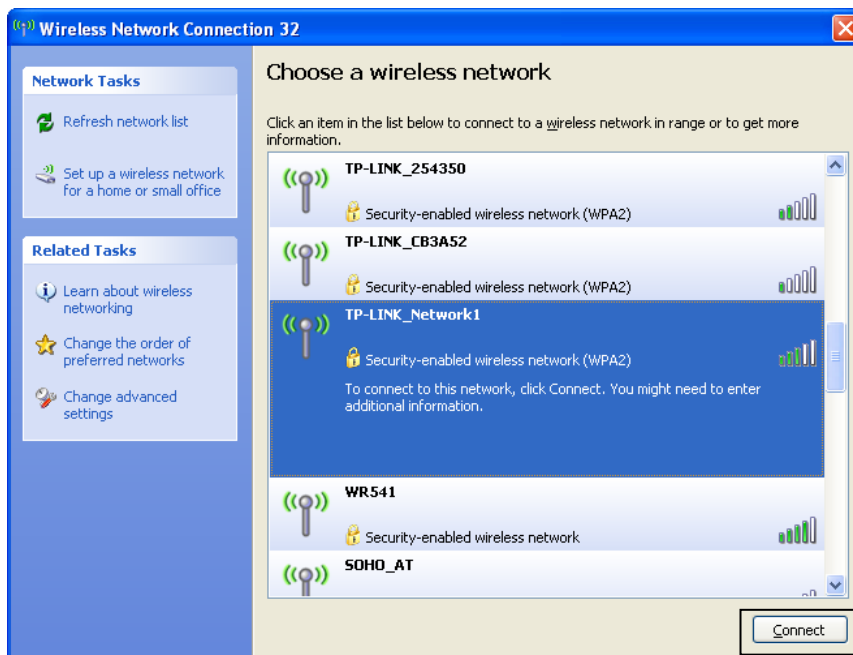 Wireless Network Connection 32
Network Tasks
Refresh network list
Set up a wireless network
for a home or small office
Related Tasks
Learn about wireless
networking
Change the order of
preferred networks
Change advanced
settings
Choose a wireless network
Click an item in the list below to connect to a wireless network in range or to get more
information.
TP-LINK_254350
Security-enabled wireless network (WPA2)
TP-LINK_CB3A52
Security-enabled wireless network (WPA2)
TP-LINK_Network1
Security-enabled wireless network (WPA2)
To connect to this network, click Connect. You might need to enter
additional information.
WR541
Security-enabled wireless network
SOHO_AT
Connect